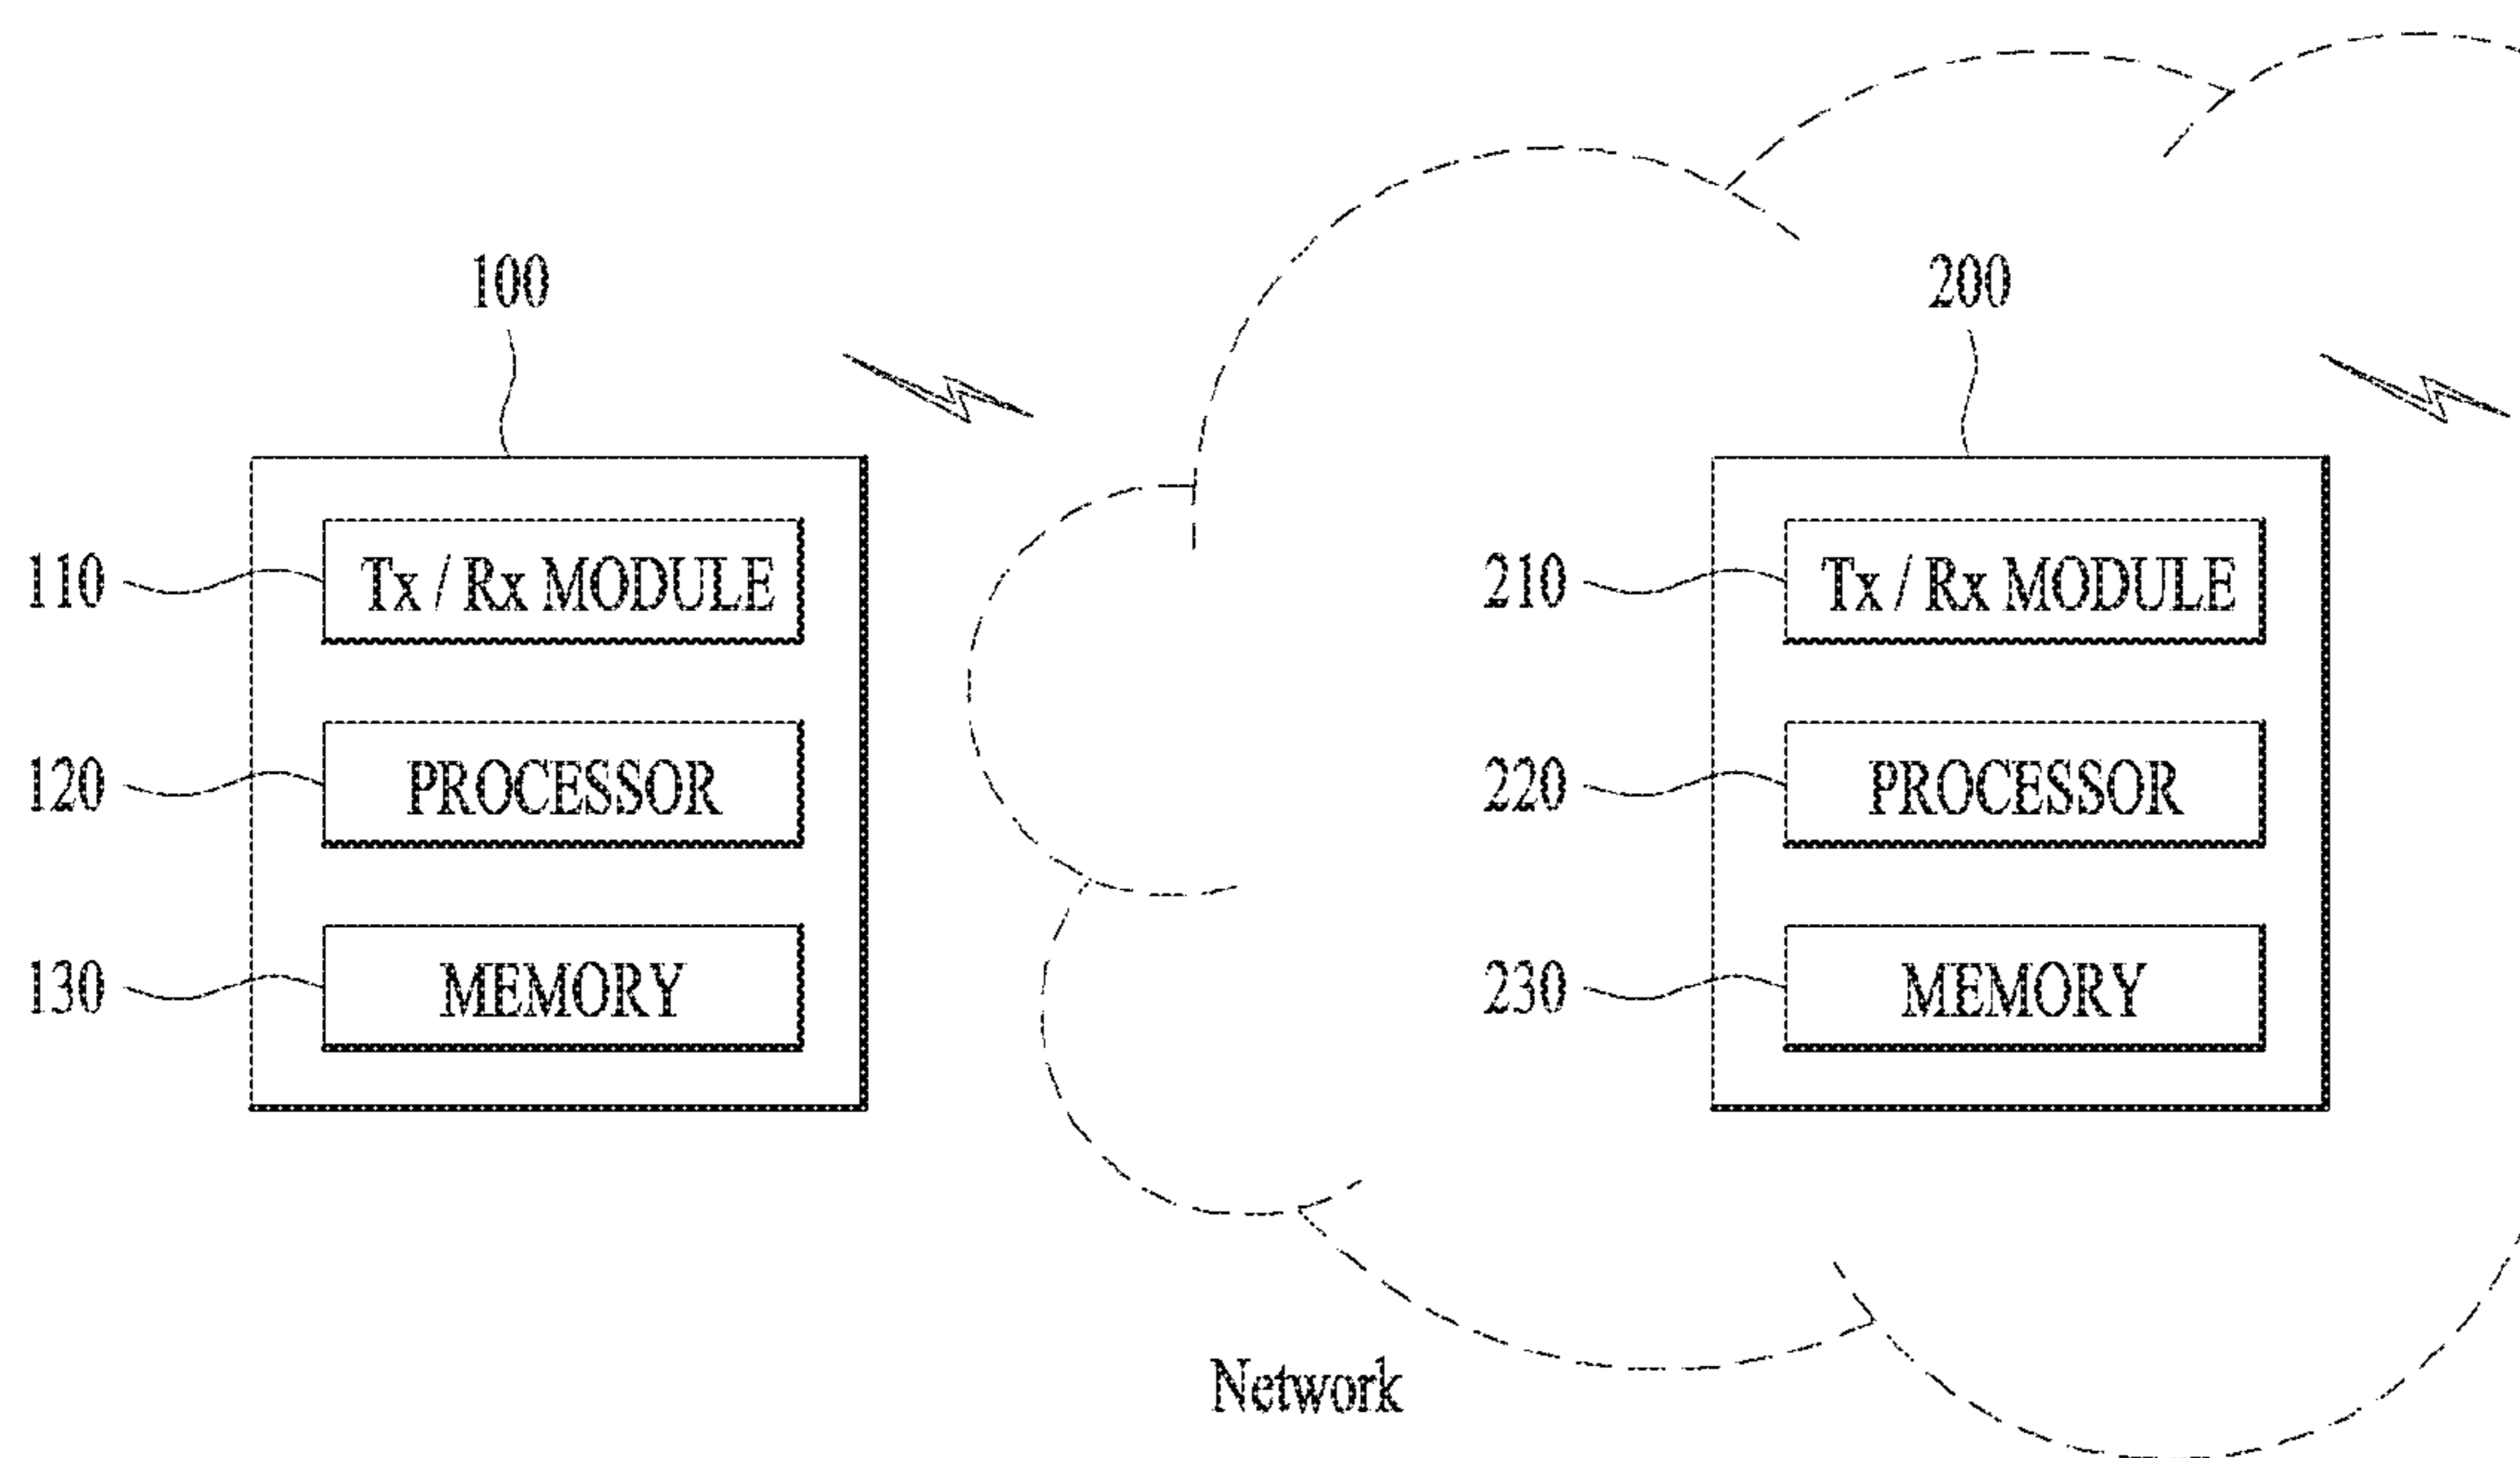 100
200
110
Tx / Rx MODULE
210
Tx / Rx MODULE
120
PROCESSOR
220
PROCESSOR
130
MEMORY
230
MEMORY
Network